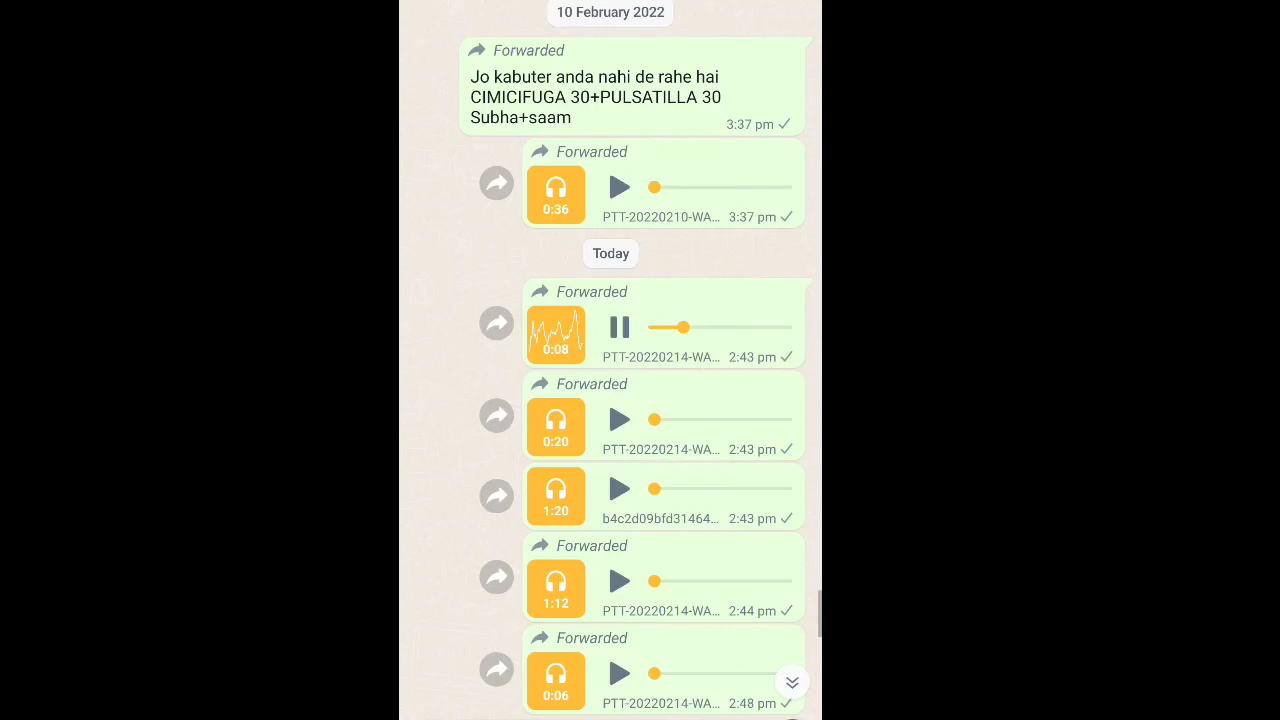 10 February 2022
Forwarded
Jo kabuter anda nahi de rahe hai
CIMICIFUGA 30+PULSATILLA 30
Subha+saam
3:37 pm
Forwarded
0:36
PTT-20220210-WA... 3:37 pm
Today
Forwarded
0:08
PTT-20220214-WA... 2:43 pm
Forwarded
0:20
PTT-20220214-WA... 2:43 pm
1:20
b4c2d09bfd31464... 2:43 pm
Forwarded
1:12
PTT-20220214-WA... 2:44 pm
Forwarded
0:06
PTT-20220214-WA... 2:48 pm